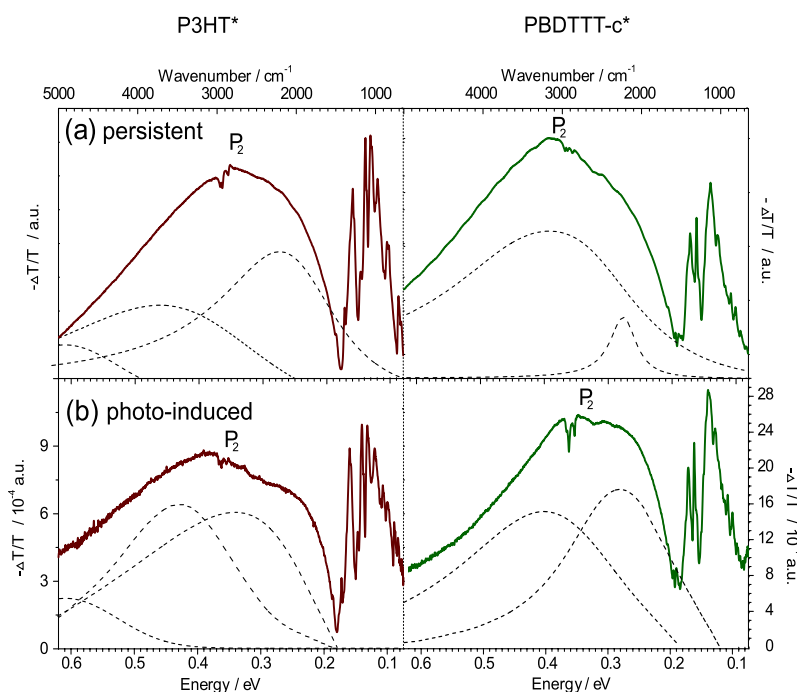 P3HT* PBDTTT-c*
Wavenumber / cm⁻¹ Wavenumber / cm⁻¹
5000 4000 3000 2000 1000 4000 3000 2000 1000
(a) persistent
P₂ P₂
-ΔT/T / a.u. - ΔT/T / a.u.
(b) photo-induced
P₂ P₂
-ΔT/T / 10⁻⁴ a.u.
9
6
3
0
28
24
20
16
12
8
4
0
0.6 0.5 0.4 0.3 0.2 0.1 0.6 0.5 0.4 0.3 0.2 0.1
Energy / eV Energy / eV